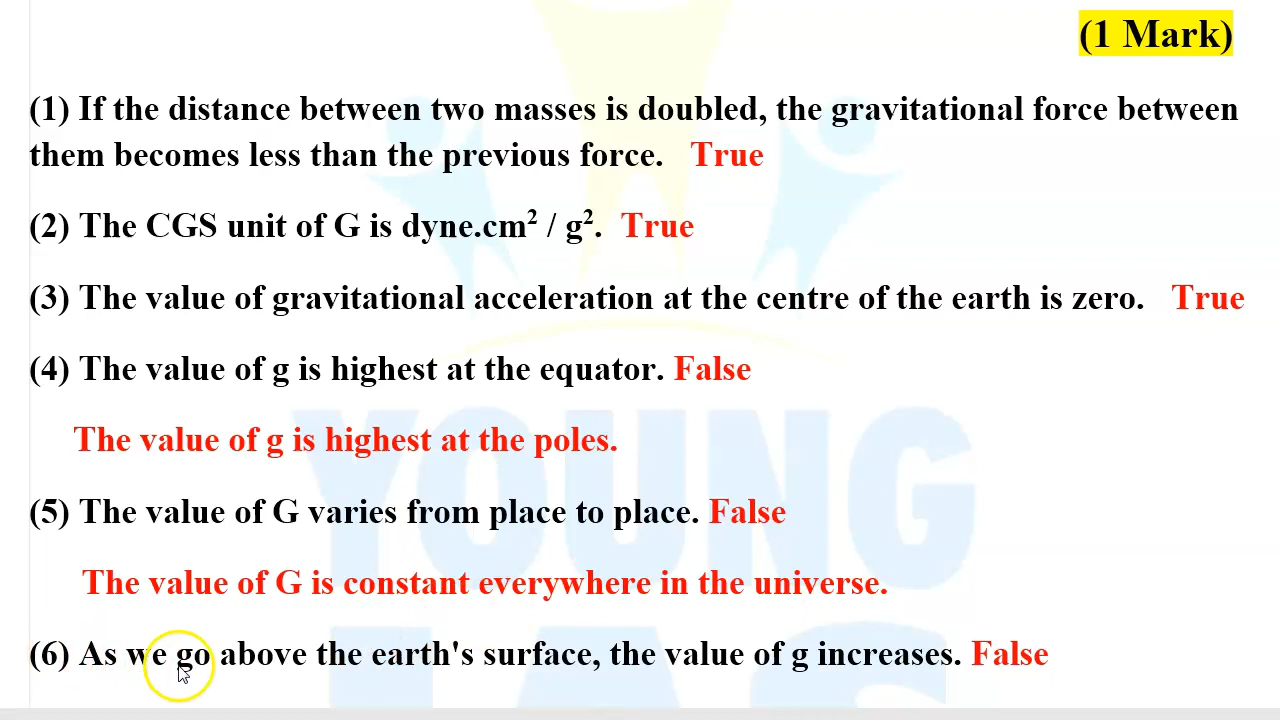 (1 Mark)
(1) If the distance between two masses is doubled, the gravitational force between
them becomes less than the previous force. True
(2) The CGS unit of G is dyne.cm² / g². True
(3) The value of gravitational acceleration at the centre of the earth is zero. True
(4) The value of g is highest at the equator. False
The value of g is highest at the poles.
(5) The value of G varies from place to place. False
The value of G is constant everywhere in the universe.
(6) As we go above the earth's surface, the value of g increases. False
YOUNG